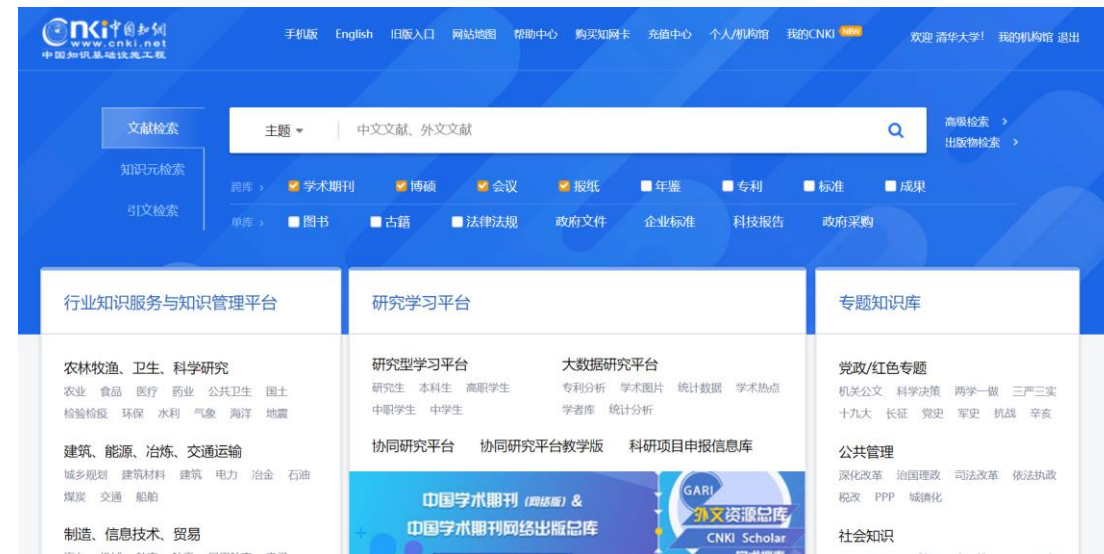 CNKi中国知网
www.cnki.net
中国知识基础设施工程
手机版 English 旧版入口 网站地图 帮助中心 购买知网卡 充值中心 个人/机构馆 我的CNKI NEW 欢迎 清华大学! 我的机构馆 退出
文献检索 主题 中文文献、外文文献 高级检索 >
出版物检索 >
知识元检索
跨库 > 学术期刊 博硕 会议 报纸 年鉴 专利 标准 成果
引文检索
单库 > 图书 古籍 法律法规 政府文件 企业标准 科技报告 政府采购
行业知识服务与知识管理平台
农林牧渔、卫生、科学研究
农业 食品 医疗 药业 公共卫生 国土
检验检疫 环保 水利 气象 海洋 地震
建筑、能源、冶炼、交通运输
城乡规划 建筑材料 建筑 电力 冶金 石油
煤炭 交通 船舶
制造、信息技术、贸易
研究学习平台
研究型学习平台
研究生 本科生 高职学生
中职学生 中学生
大数据研究平台
专利分析 学术图片 统计数据 学术热点
学者库 统计分析
协同研究平台 协同研究平台教学版 科研项目申报信息库
中国学术期刊 (网络版) &
中国学术期刊网络出版总库
GARI
外文资源总库
CNKI Scholar
专题知识库
党政/红色专题
机关公文 科学决策 两学一做 三严三实
十九大 长征 党史 军史 抗战 辛亥
公共管理
深化改革 治国理政 司法改革 依法执政
税改 PPP 城镇化
社会知识